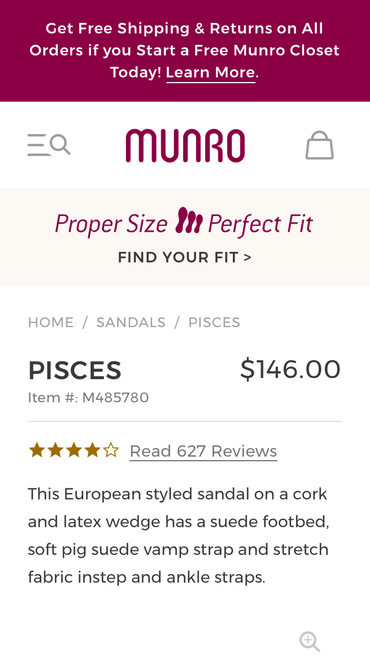 Get Free Shipping & Returns on All
Orders if you Start a Free Munro Closet
Today! Learn More.
MUNRO
Proper Size Perfect Fit
FIND YOUR FIT >
HOME / SANDALS / PISCES
PISCES $146.00
Item #: M485780
Read 627 Reviews
This European styled sandal on a cork
and latex wedge has a suede footbed,
soft pig suede vamp strap and stretch
fabric instep and ankle straps.